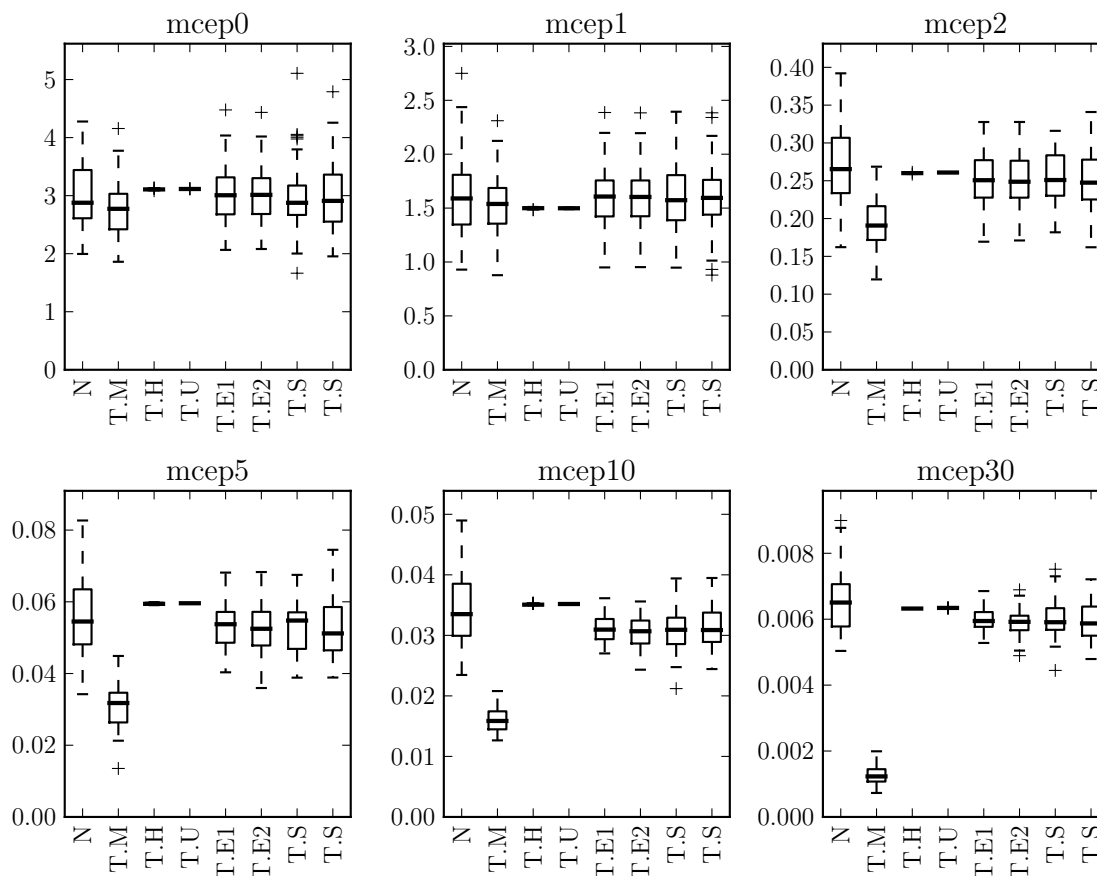 mcep0 mcep1 mcep2
5 3.0 0.40
4 2.5 0.35
3 2.0 0.30
2 1.5 0.25
1 1.0 0.20
0 0.5 0.15
0.0 0.10
0.05
0.00
N T.M T.H T.U T.E1 T.E2 T.S T.S
N T.M T.H T.U T.E1 T.E2 T.S T.S
N T.M T.H T.U T.E1 T.E2 T.S T.S
mcep5 mcep10 mcep30
0.08 0.05 0.008
0.06 0.04 0.006
0.04 0.03 0.004
0.02 0.02 0.002
0.00 0.01 0.000
0.00
N T.M T.H T.U T.E1 T.E2 T.S T.S
N T.M T.H T.U T.E1 T.E2 T.S T.S
N T.M T.H T.U T.E1 T.E2 T.S T.S